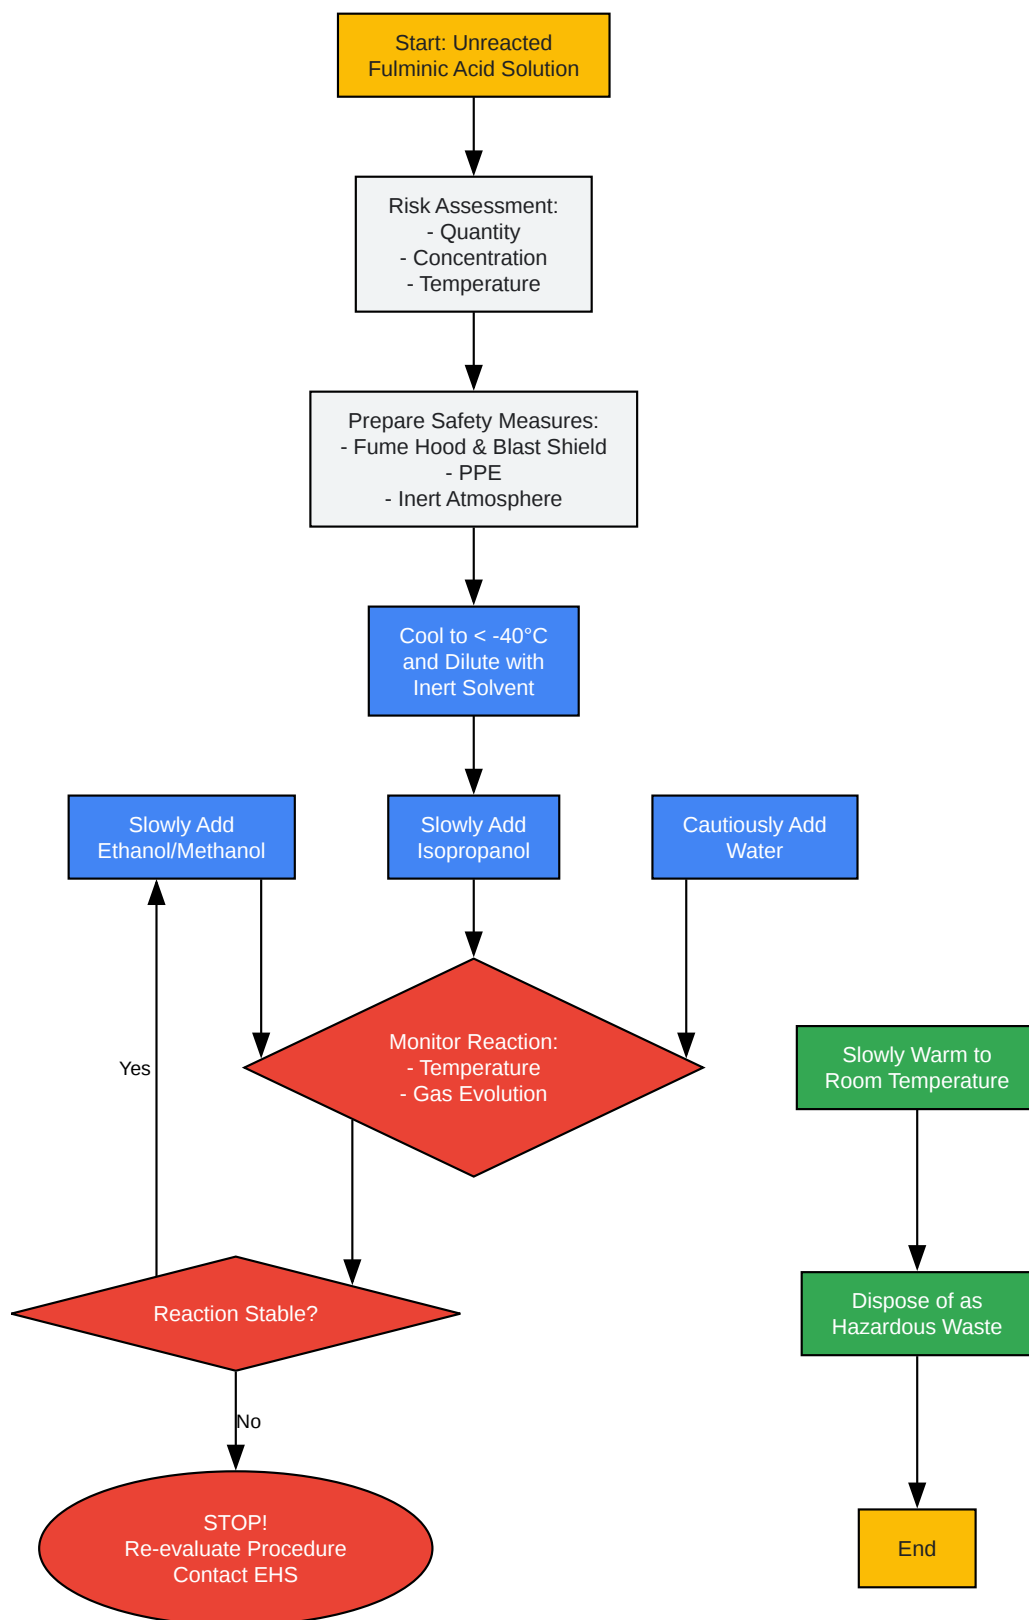 Start: Unreacted
Fulminic Acid Solution
Risk Assessment:
- Quantity
- Concentration
- Temperature
Prepare Safety Measures:
- Fume Hood & Blast Shield
- PPE
- Inert Atmosphere
Cool to < -40°C
and Dilute with
Inert Solvent
Slowly Add
Ethanol/Methanol
Slowly Add
Isopropanol
Cautiously Add
Water
Monitor Reaction:
- Temperature
- Gas Evolution
Slowly Warm to
Room Temperature
Yes
Reaction Stable?
Dispose of as
Hazardous Waste
No
STOP!
Re-evaluate Procedure
Contact EHS
End